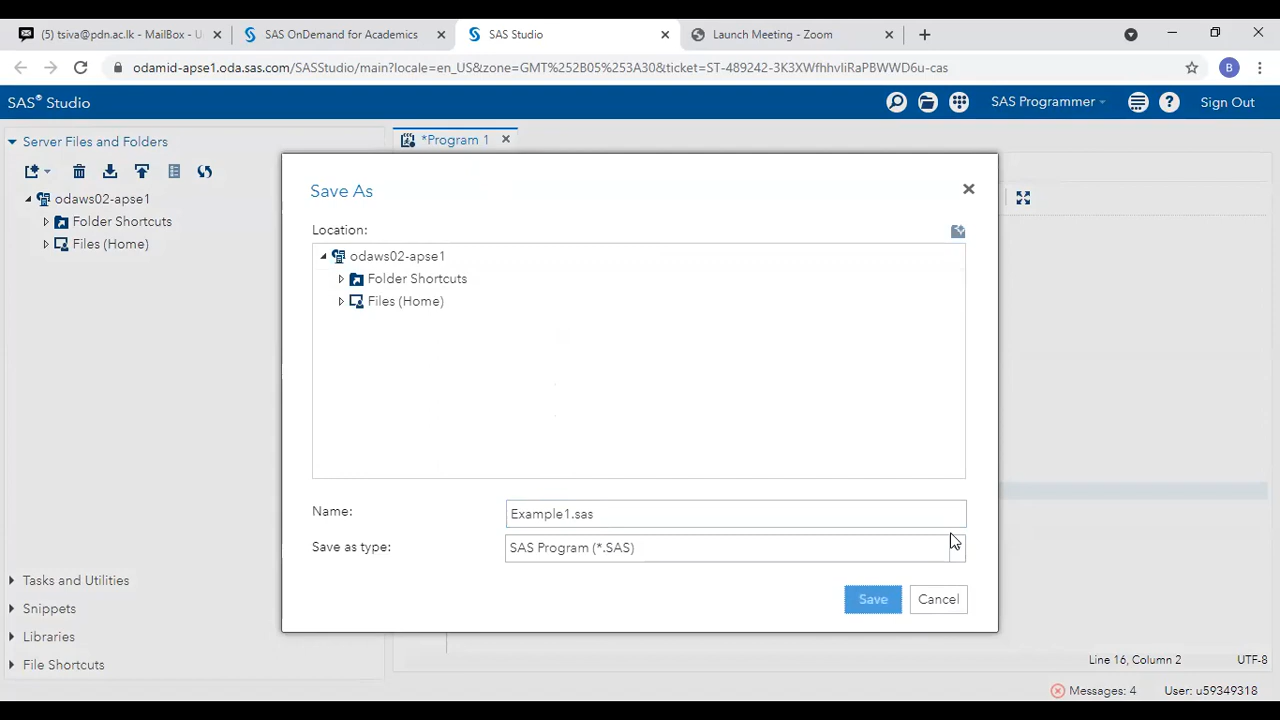 (5) tsiva@pdn.ac.lk - MailBox - U
SAS OnDemand for Academics
SAS Studio
Launch Meeting - Zoom
odamid-apse1.oda.sas.com/SASStudio/main?locale=en_US&zone=GMT%252B05%253A30&ticket=ST-489242-3K3XWfhhvIiRaPBWWD6u-cas
B
SAS® Studio
SAS Programmer
Sign Out
Server Files and Folders
*Program 1
odaws02-apse1
Folder Shortcuts
Files (Home)
Save As
Location:
odaws02-apse1
Folder Shortcuts
Files (Home)
Name:
Example1.sas
Save as type:
SAS Program (*.SAS)
Save
Cancel
Tasks and Utilities
Snippets
Libraries
File Shortcuts
Line 16, Column 2
UTF-8
Messages: 4
User: u59349318